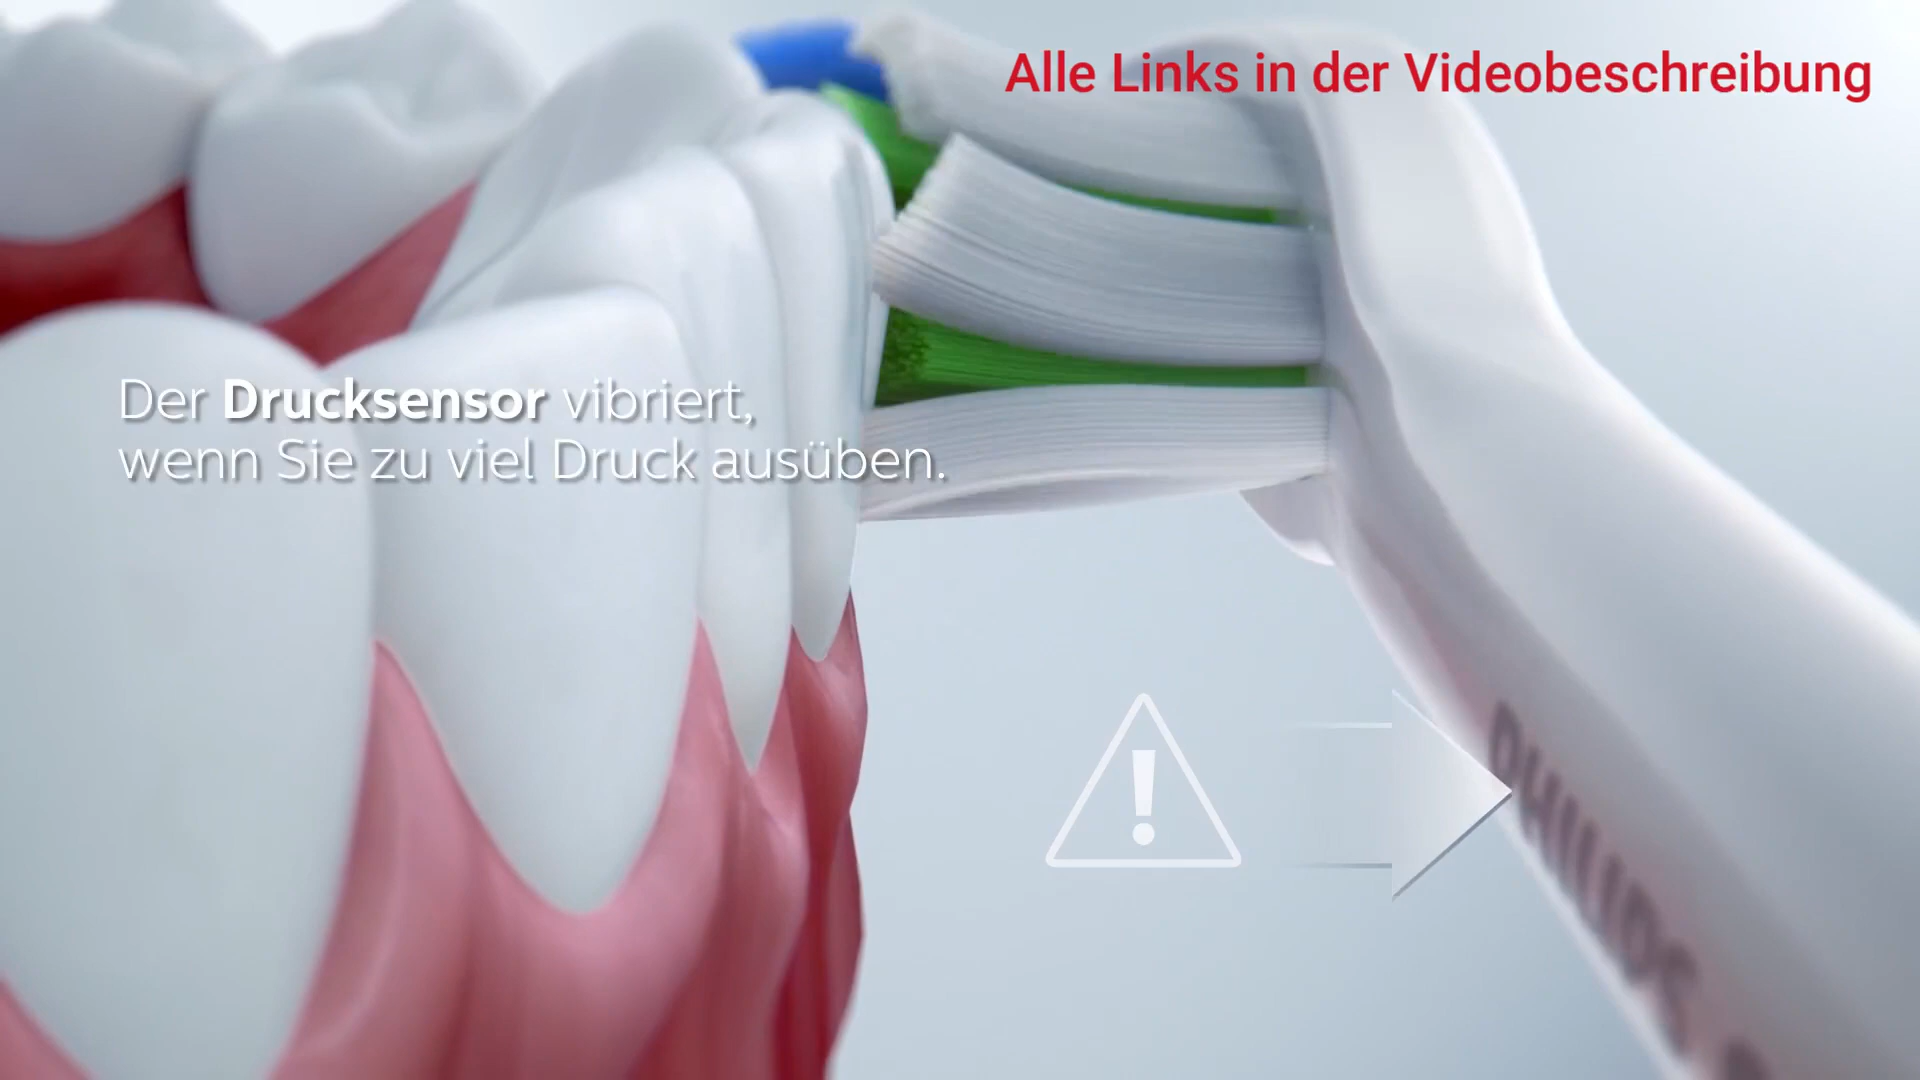 Alle Links in der Videobeschreibung
Der Drucksensor vibriert,
wenn Sie zu viel Druck ausüben.
PHILIPS